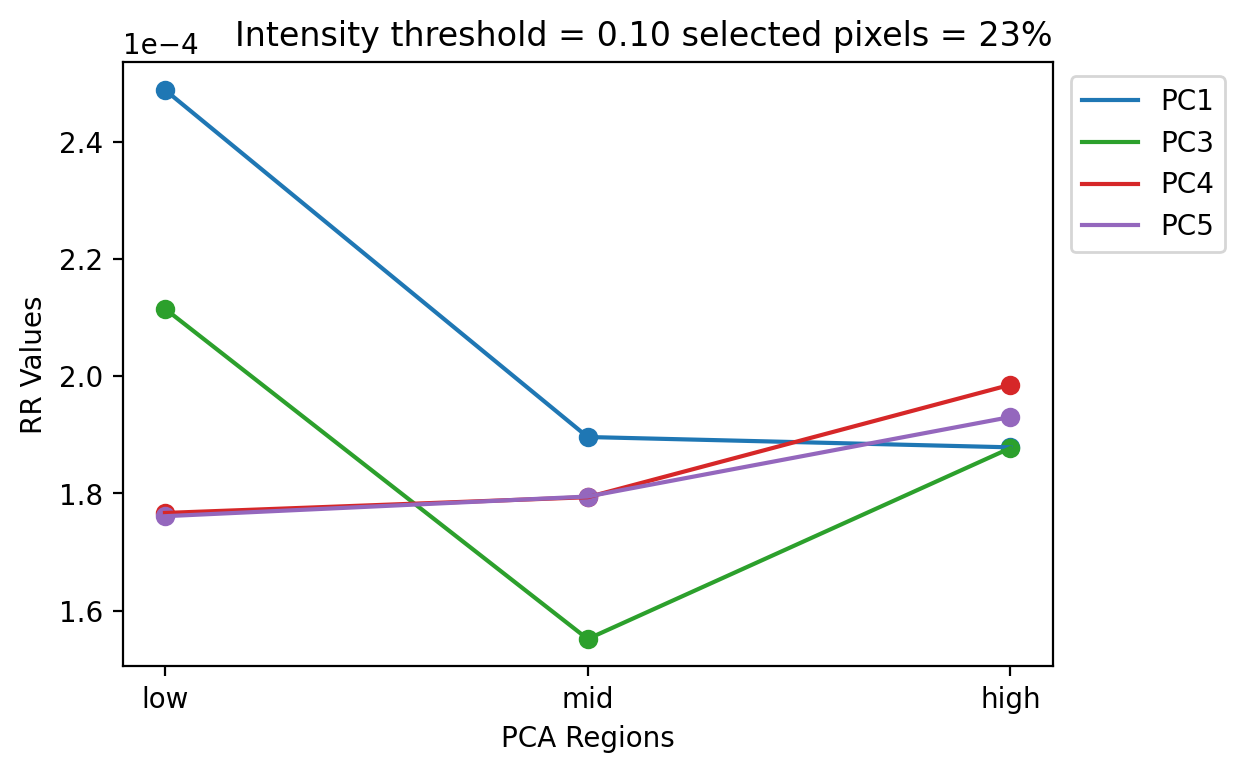 Intensity threshold = 0.10 selected pixels = 23%
1e−4
2.4
2.2
2.0
1.8
1.6
RR Values
low
mid
high
PCA Regions
PC1
PC3
PC4
PC5